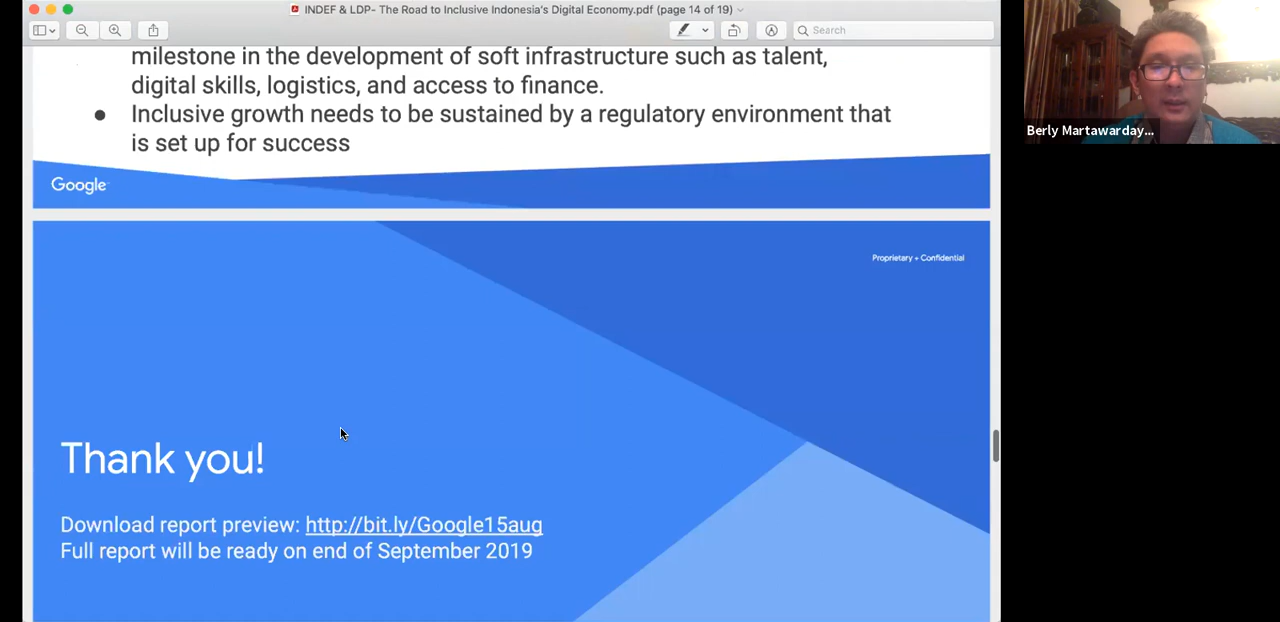 INDEF & LDP- The Road to Inclusive Indonesia's Digital Economy.pdf (page 14 of 19)
Search
milestone in the development of soft infrastructure such as talent,
digital skills, logistics, and access to finance.
● Inclusive growth needs to be sustained by a regulatory environment that
is set up for success
Google
Proprietary + Confidential
Thank you!
Download report preview: http://bit.ly/Google15aug
Full report will be ready on end of September 2019
Berly Martawarday...